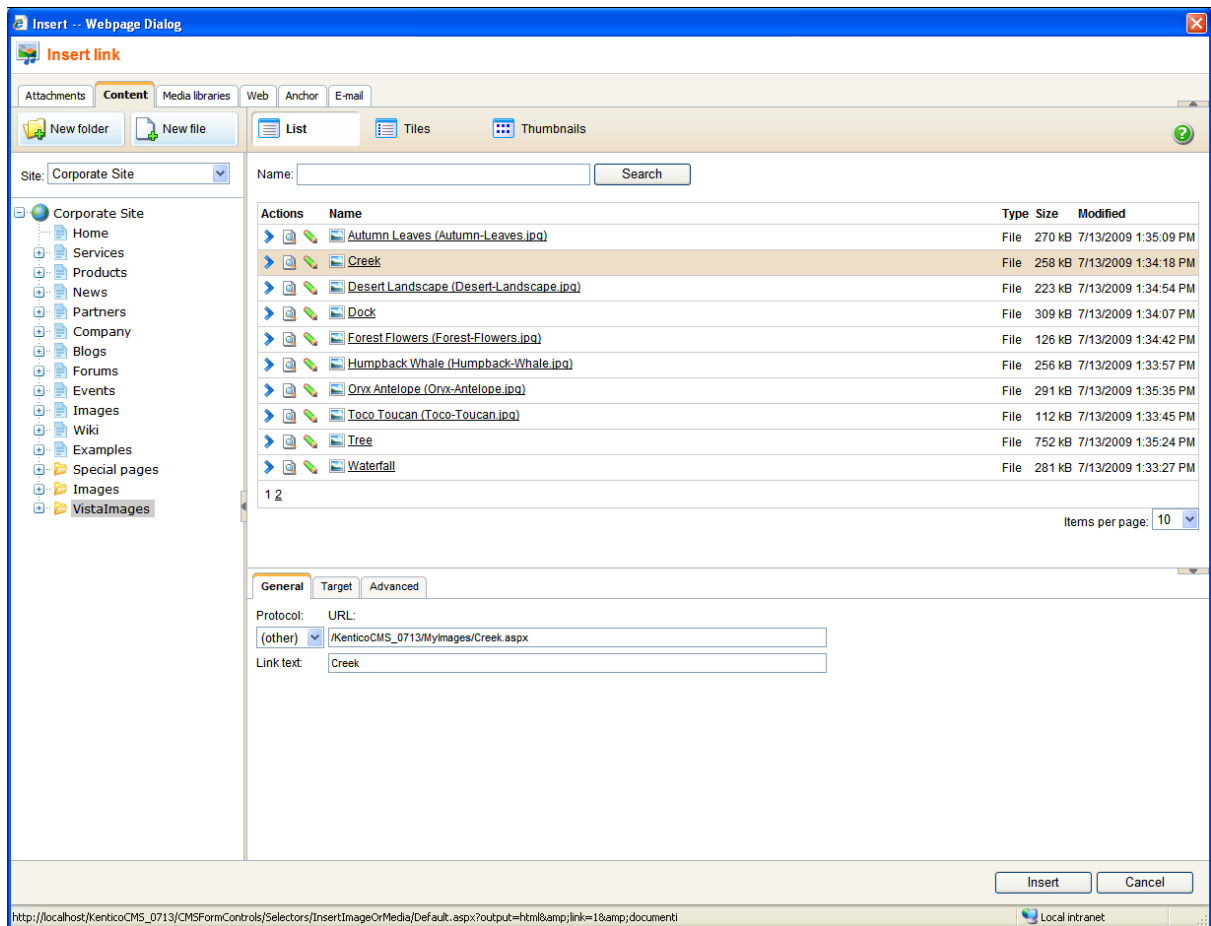 Insert -- Webpage Dialog
Insert link
Attachments Content Media libraries Web Anchor E-mail
New folder New file List Tiles Thumbnails
Site: Corporate Site
Name: Search
Corporate Site
Home
Services
Products
News
Partners
Company
Blogs
Forums
Events
Images
Wiki
Examples
Special pages
Images
VistaImages
Actions Name Type Size Modified
Autumn Leaves (Autumn-Leaves.jpg) File 270 kB 7/13/2009 1:35:09 PM
Creek File 258 kB 7/13/2009 1:34:18 PM
Desert Landscape (Desert-Landscape.jpg) File 223 kB 7/13/2009 1:34:54 PM
Dock File 309 kB 7/13/2009 1:34:07 PM
Forest Flowers (Forest-Flowers.jpg) File 126 kB 7/13/2009 1:34:42 PM
Humpback Whale (Humpback-Whale.jpg) File 256 kB 7/13/2009 1:33:57 PM
Oryx Antelope (Oryx-Antelope.jpg) File 291 kB 7/13/2009 1:35:35 PM
Toco Toucan (Toco-Toucan.jpg) File 112 kB 7/13/2009 1:33:45 PM
Tree File 752 kB 7/13/2009 1:35:24 PM
Waterfall File 281 kB 7/13/2009 1:33:27 PM
1 2
Items per page: 10
General Target Advanced
Protocol: URL:
(other) /KenticoCMS_0713/MyImages/Creek.aspx
Link text: Creek
Insert Cancel
http://localhost/KenticoCMS_0713/CMSFormControls/Selectors/InsertImageOrMedia/Default.aspx?output=html&amp;link=1&amp;documenti Local intranet